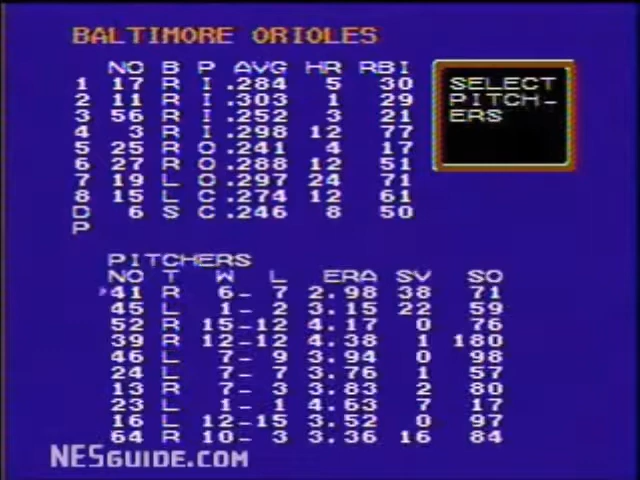 BALTIMORE ORIOLES
NO B P AVG HR RBI
1 17 R I .284 5 30
2 11 R I .303 1 29
3 56 R I .252 3 21
4 3 R I .298 12 77
5 25 R O .241 4 17
6 27 R O .288 12 51
7 19 L O .297 24 71
8 15 L C .274 12 61
D 6 S C .246 8 50
P
SELECT
PITCH-
ERS
PITCHERS
NO T W L ERA SV SO
41 R 6- 7 2.98 38 71
45 L 1- 2 3.15 22 59
52 R 15-12 4.17 0 76
39 R 12-12 4.38 1 180
46 L 7- 9 3.94 0 98
24 L 7- 7 3.76 1 57
13 R 7- 3 3.83 2 80
23 L 1- 1 4.63 7 17
16 L 12-15 3.52 0 97
64 R 10- 3 3.36 16 84
NESGUIDE.COM